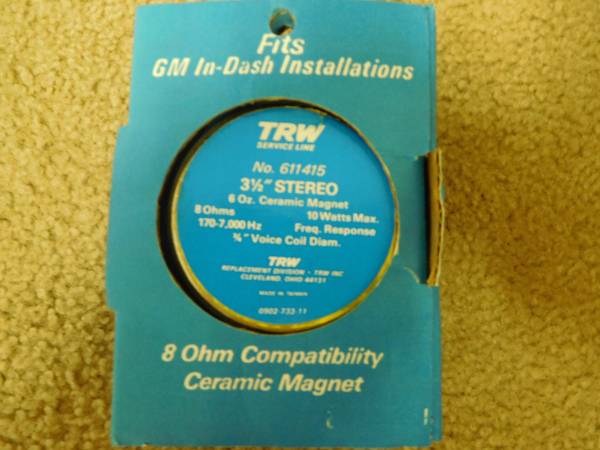 Fits
GM In-Dash Installations
TRW
SERVICE LINE
No. 611415
3½" STEREO
6 Oz. Ceramic Magnet
8 Ohms 10 Watts Max.
170-7,000 Hz Freq. Response
¾" Voice Coil Diam.
TRW
REPLACEMENT DIVISION · TRW INC
CLEVELAND, OHIO 44131
MADE IN TAIWAN
0902-733-11
8 Ohm Compatibility
Ceramic Magnet